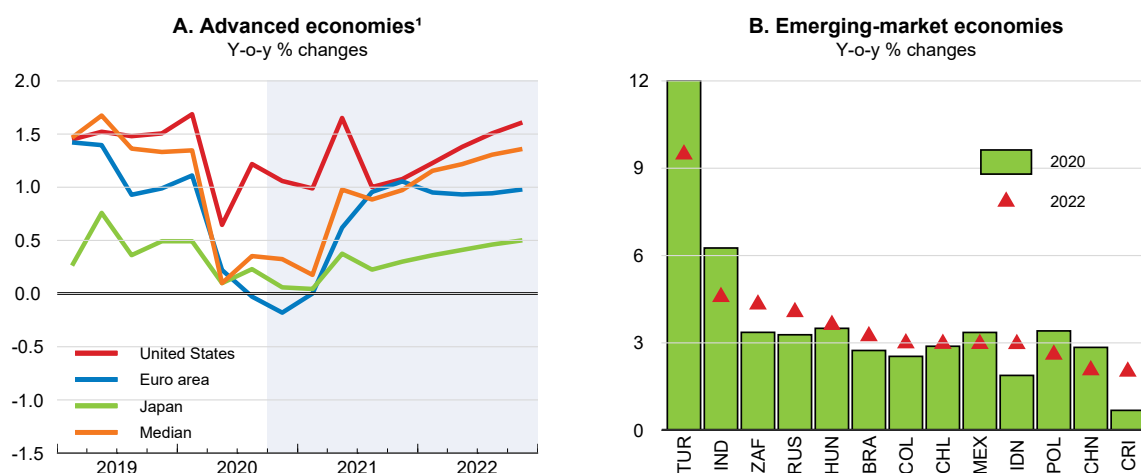 A. Advanced economies¹
Y-o-y % changes
2.0
1.5
1.0
0.5
0.0
-0.5
-1.0
-1.5
United States
Euro area
Japan
Median
2019
2020
2021
2022
B. Emerging-market economies
Y-o-y % changes
12
9
6
3
0
2020
2022
TUR
IND
ZAF
RUS
HUN
BRA
COL
CHL
MEX
IDN
POL
CHN
CRI